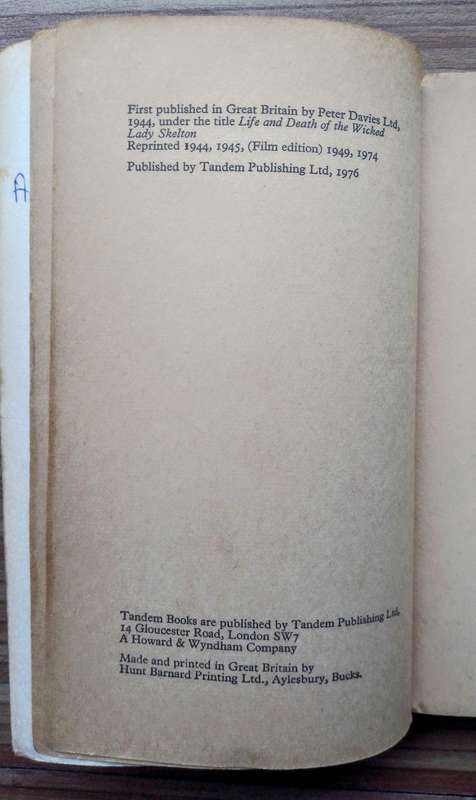 First published in Great Britain by Peter Davies Ltd,
1944, under the title Life and Death of the Wicked
Lady Skelton
Reprinted 1944, 1945, (Film edition) 1949, 1974
Published by Tandem Publishing Ltd, 1976
A
Tandem Books are published by Tandem Publishing Ltd,
14 Gloucester Road, London SW7
A Howard & Wyndham Company
Made and printed in Great Britain by
Hunt Barnard Printing Ltd., Aylesbury, Bucks.